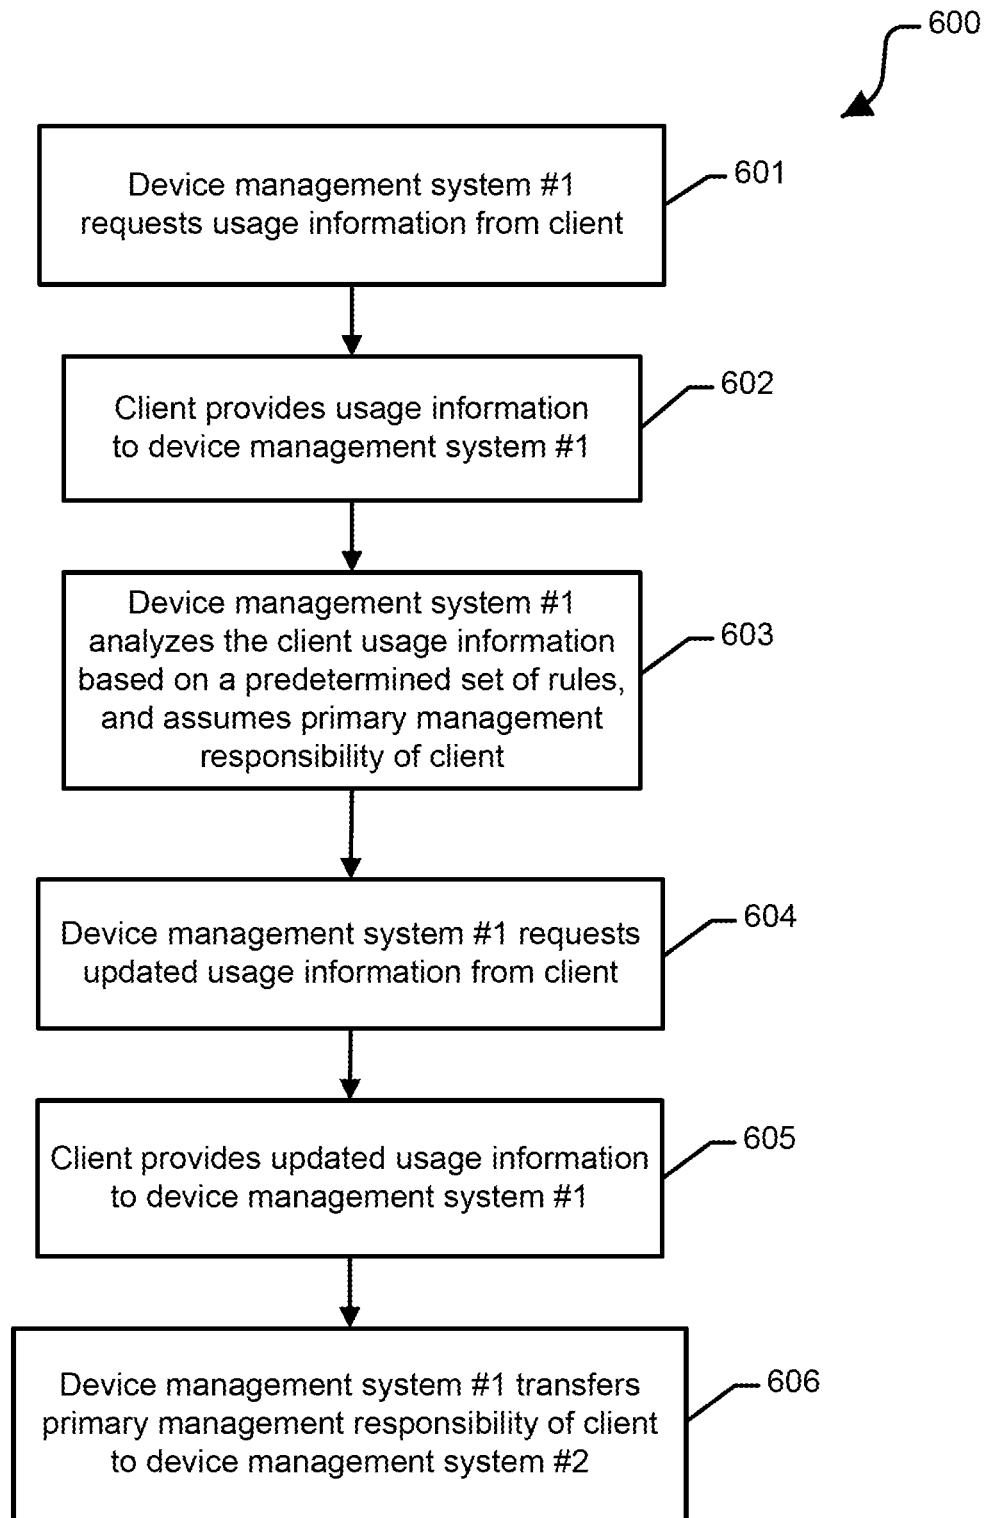 600
Device management system #1
requests usage information from client
601
Client provides usage information
to device management system #1
602
Device management system #1
analyzes the client usage information
based on a predetermined set of rules,
and assumes primary management
responsibility of client
603
Device management system #1 requests
updated usage information from client
604
Client provides updated usage information
to device management system #1
605
Device management system #1 transfers
primary management responsibility of client
to device management system #2
606